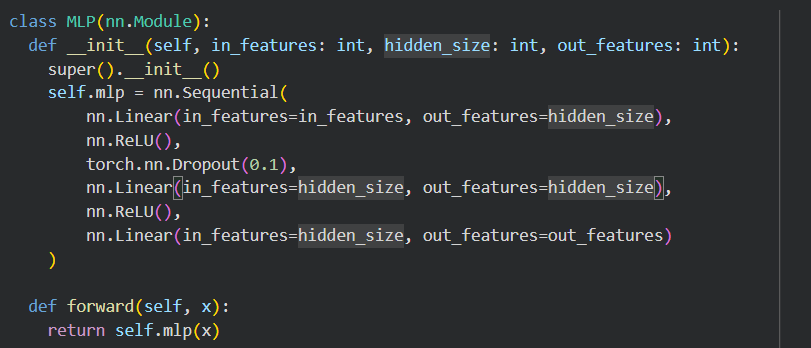 class MLP(nn.Module):
  def __init__(self, in_features: int, hidden_size: int, out_features: int):
    super().__init__()
    self.mlp = nn.Sequential(
        nn.Linear(in_features=in_features, out_features=hidden_size),
        nn.ReLU(),
        torch.nn.Dropout(0.1),
        nn.Linear(in_features=hidden_size, out_features=hidden_size),
        nn.ReLU(),
        nn.Linear(in_features=hidden_size, out_features=out_features)
    )

  def forward(self, x):
    return self.mlp(x)